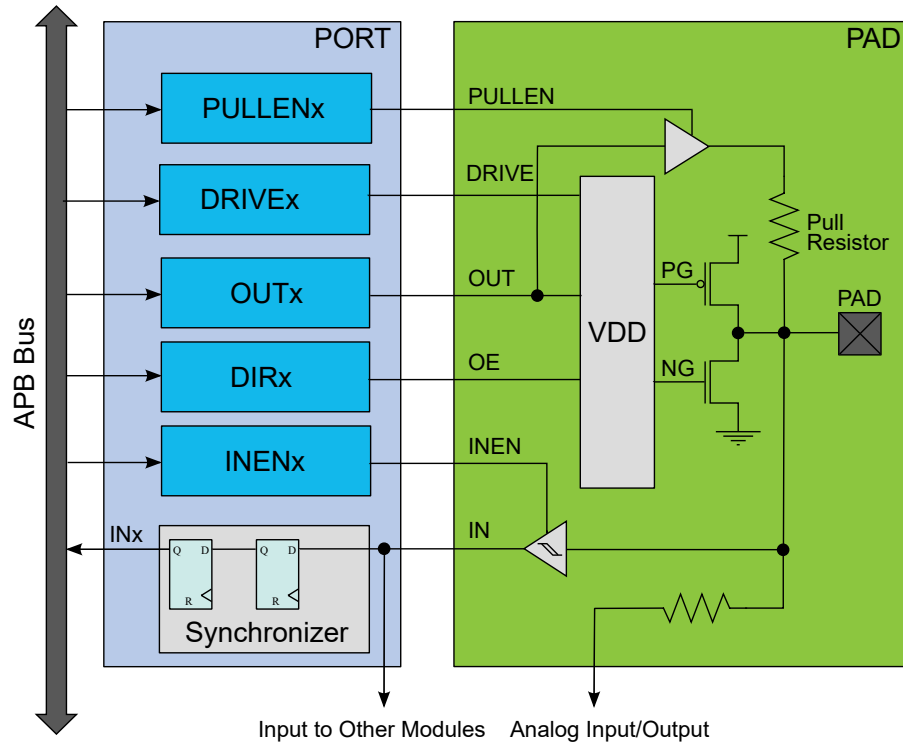 PORT
PAD
PULLENx
PULLEN
DRIVEx
DRIVE
Pull
Resistor
OUTx
OUT
PG
PAD
VDD
DIRx
OE
NG
APB Bus
INENx
INEN
INx
IN
Q D
Q D
R
R
Synchronizer
Input to Other Modules
Analog Input/Output